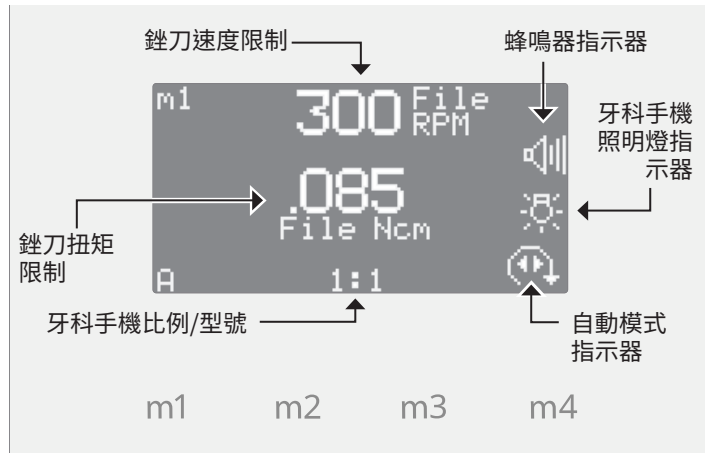 銼刀速度限制
蜂鳴器指示器
m1
300 File
RPM
牙科手機
照明燈指
示器
.085
File Ncm
銼刀扭矩
限制
A
1:1
牙科手機比例/型號
自動模式
指示器
m1 m2 m3 m4